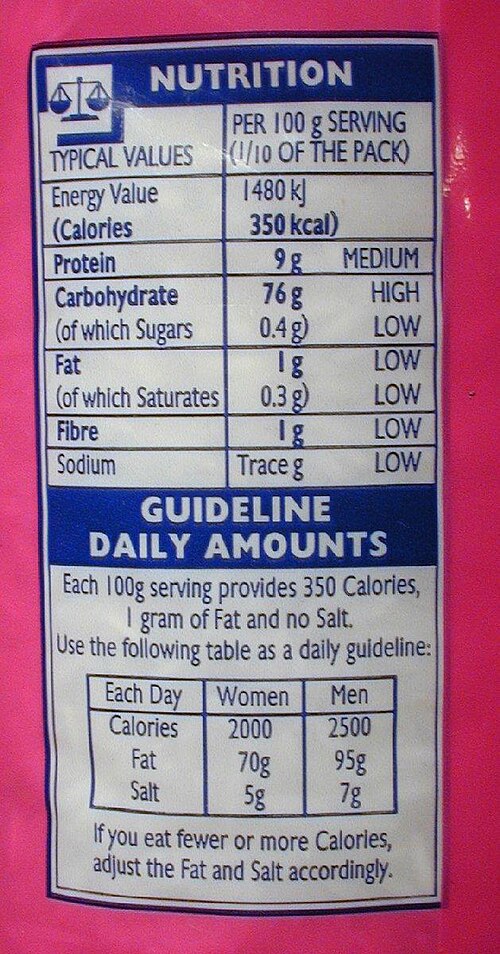 NUTRITION
TYPICAL VALUES PER 100 g SERVING (1/10 OF THE PACK)
Energy Value 1480 kJ
(Calories 350 kcal)
Protein 9 g MEDIUM
Carbohydrate 76 g HIGH
(of which Sugars 0.4 g) LOW
Fat 1 g LOW
(of which Saturates 0.3 g) LOW
Fibre 1 g LOW
Sodium Trace g LOW
GUIDELINE
DAILY AMOUNTS
Each 100g serving provides 350 Calories,
1 gram of Fat and no Salt.
Use the following table as a daily guideline:
Each Day Women Men
Calories 2000 2500
Fat 70g 95g
Salt 5g 7g
If you eat fewer or more Calories,
adjust the Fat and Salt accordingly.